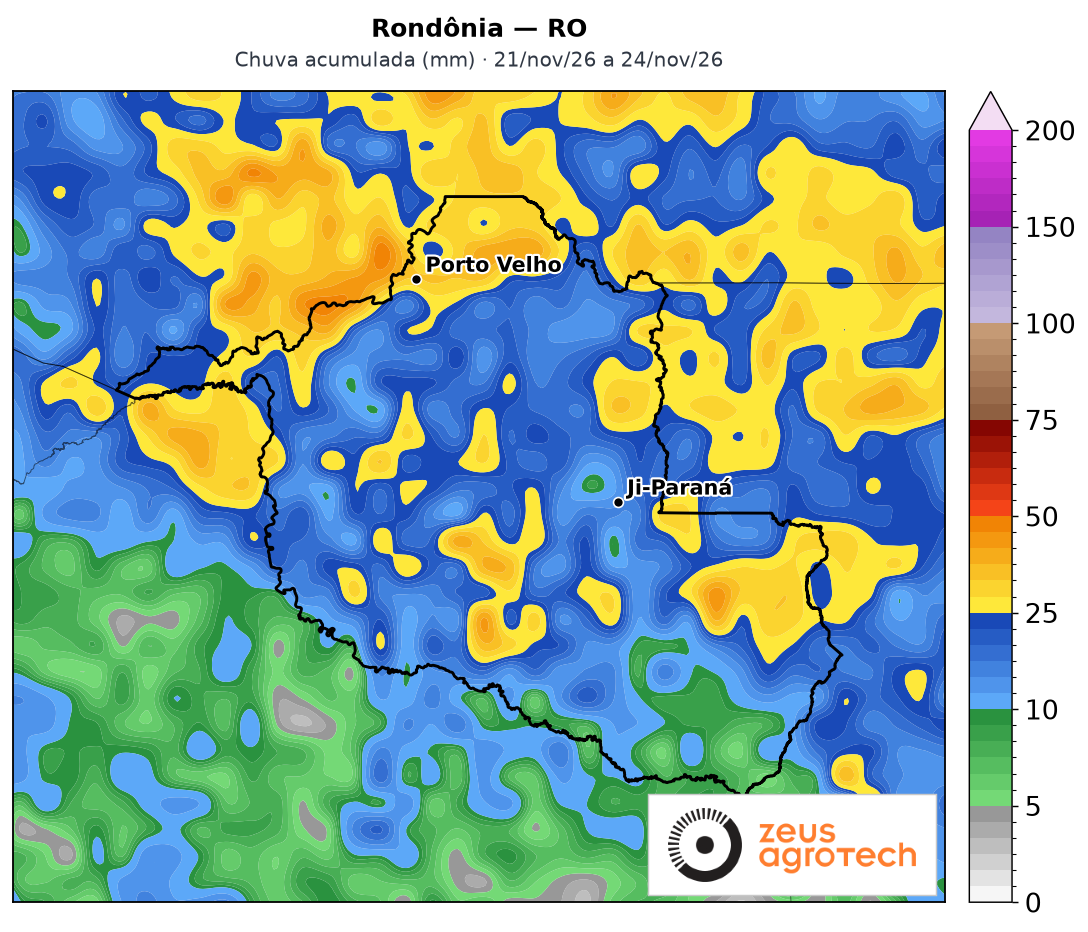 Rondônia — RO
Chuva acumulada (mm) · 21/nov/26 a 24/nov/26
Porto Velho
Ji-Paraná
200
150
100
75
50
25
10
5
0
zeus
agrotech